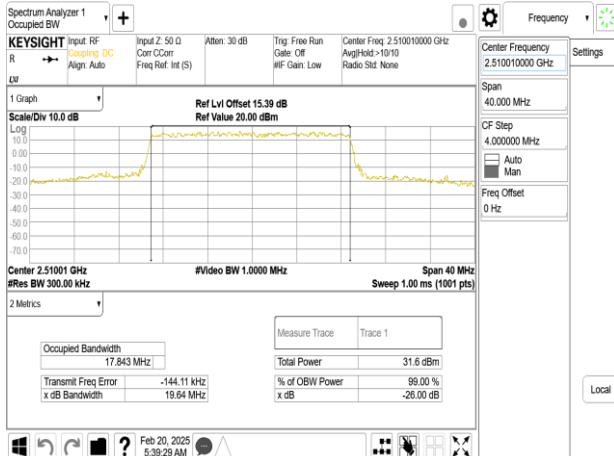 Spectrum Analyzer 1
Occupied BW
Frequency
KEYSIGHT
Input: RF
Coupling: DC
Align: Auto
Input Z: 50 Ω
Corr CCorr
Freq Ref: Int (S)
Atten: 30 dB
Trig: Free Run
Gate: Off
#IF Gain: Low
Center Freq: 2.510010000 GHz
Avg|Hold:>10/10
Radio Std: None
R
LXI
Center Frequency
2.510010000 GHz
Settings
Span
40.000 MHz
CF Step
4.000000 MHz
Auto
Man
Freq Offset
0 Hz
Local
1 Graph
Scale/Div 10.0 dB
Ref Lvl Offset 15.39 dB
Ref Value 20.00 dBm
Log
10.0
0.00
-10.0
-20.0
-30.0
-40.0
-50.0
-60.0
-70.0
Center 2.51001 GHz
#Video BW 1.0000 MHz
Span 40 MHz
#Res BW 300.00 kHz
Sweep 1.00 ms (1001 pts)
2 Metrics
Measure Trace Trace 1
Occupied Bandwidth
17.843 MHz
Total Power 31.6 dBm
Transmit Freq Error -144.11 kHz
% of OBW Power 99.00 %
x dB Bandwidth 19.64 MHz
x dB -26.00 dB
Feb 20, 2025
5:39:29 AM